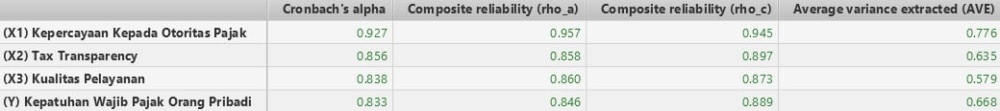 Cronbach's alpha Composite reliability (rho_a) Composite reliability (rho_c) Average variance extracted (AVE)
(X1) Kepercayaan Kepada Otoritas Pajak 0.927 0.957 0.945 0.776
(X2) Tax Transparency 0.856 0.858 0.897 0.635
(X3) Kualitas Pelayanan 0.838 0.860 0.873 0.579
(Y) Kepatuhan Wajib Pajak Orang Pribadi 0.833 0.846 0.889 0.668